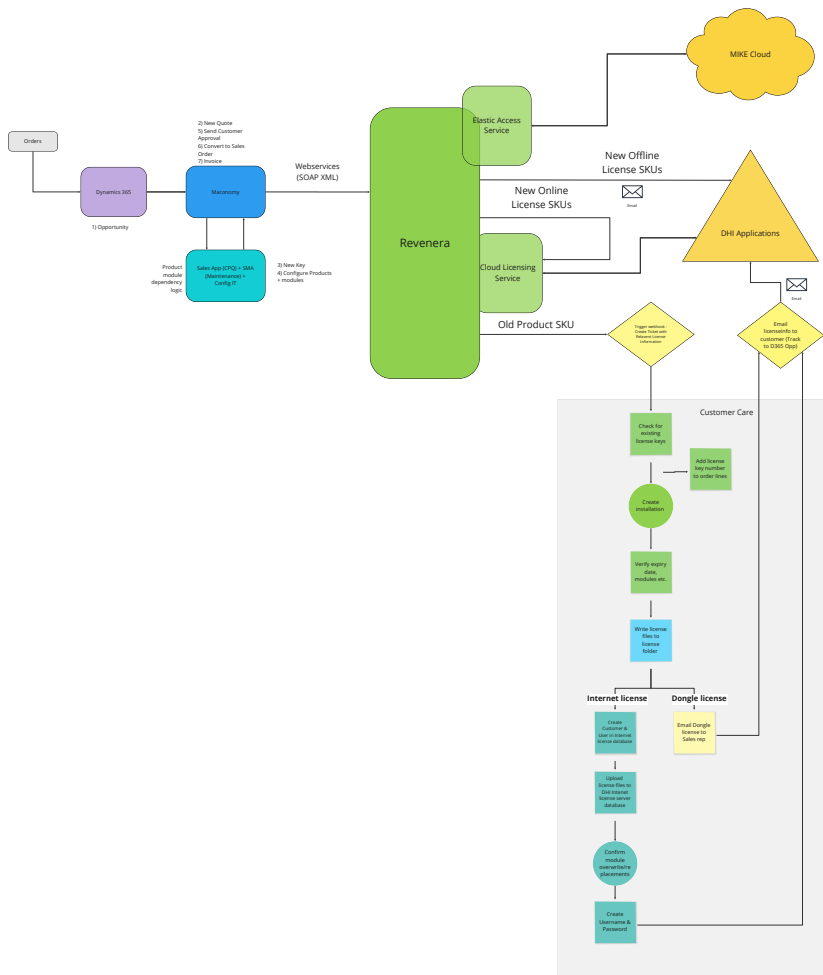 MIKE Cloud
Elastic Access
Service
2) New Quote
5) Send Customer
Approval
6) Convert to Sales
Order
7) Invoice
Orders
Webservices
(SOAP XML)
New Offline
License SKUs
Dynamics 365
Maconomy
New Online
License SKUs
Email
1) Opportunity
Revenera
DHI Applications
Product
module
dependency
logic
Sales App (CPQ) + SMA
(Maintenance) +
Config IT
3) New Key
4) Configure Products
+ modules
Cloud Licensing
Service
Email
Old Product SKU
Trigger webhook:
Create Ticket with
Relevant License
Information
Email
licenseinfo to
customer (Track
to D365 Opp)
Customer Care
Check for
existing
license keys
Add license
key number
to order lines
Create
installation
Verify expiry
date,
modules etc.
Write license
files to
license
folder
Internet license
Dongle license
Create
Customer &
User in Internet
license database
Email Dongle
license to
Sales rep
Upload
license files to
DHI Intenet
license server
database
Confirm
module
overwrite/re
placements
Create
Username &
Password